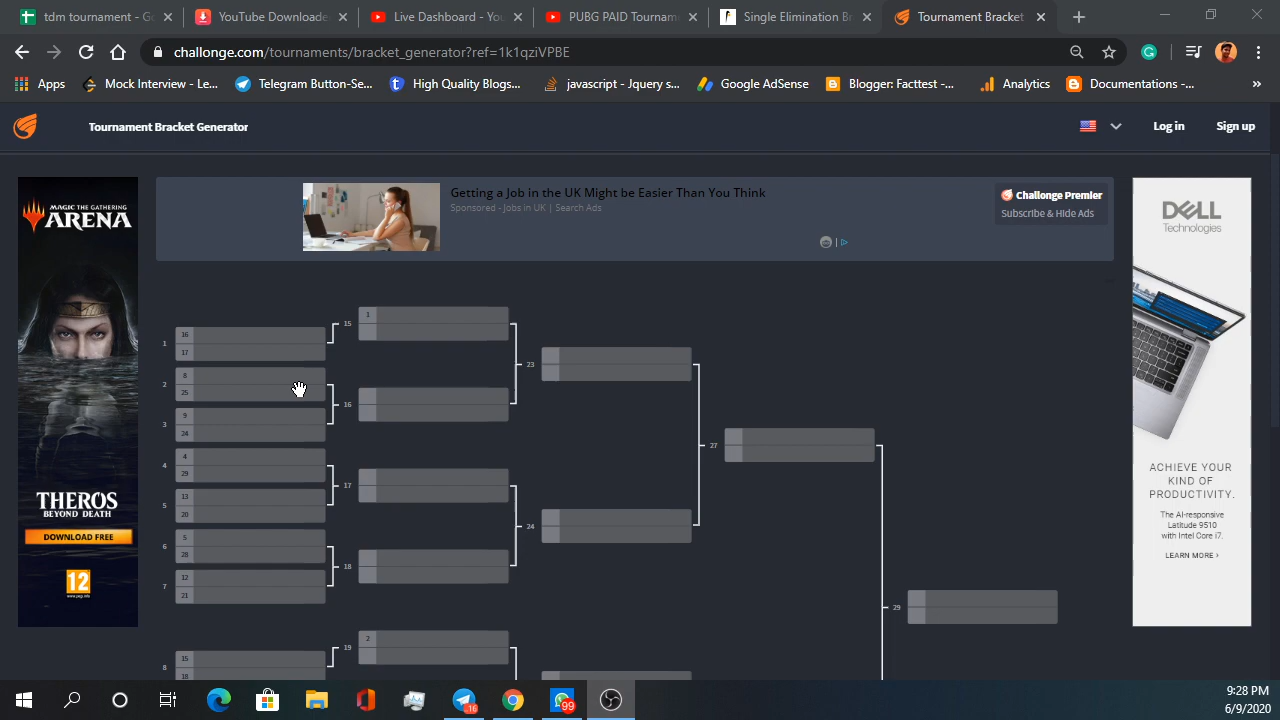 tdm tournament - Go
YouTube Downloade
Live Dashboard - You
PUBG PAID Tournam
Single Elimination Br
Tournament Bracket
challonge.com/tournaments/bracket_generator?ref=1k1qziVPBE
Apps
Mock Interview - Le...
Telegram Button-Se...
High Quality Blogs...
javascript - Jquery s...
Google AdSense
Blogger: Facttest -...
Analytics
Documentations -...
»
Tournament Bracket Generator
Log in
Sign up
MAGIC THE GATHERING
ARENA
THEROS
BEYOND DEATH
DOWNLOAD FREE
12
Getting a Job in the UK Might be Easier Than You Think
Sponsored - Jobs in UK | Search Ads
Challonge Premier
Subscribe & Hide Ads
DELL
Technologies
ACHIEVE YOUR
KIND OF
PRODUCTIVITY.
The AI-responsive
Latitude 9510
with Intel Core i7.
LEARN MORE >
1
16
17
2
8
25
3
9
24
4
4
29
5
13
20
6
5
28
7
12
21
8
15
18
15
1
16
17
18
19
2
23
24
27
29
16
99
9:28 PM
6/9/2020